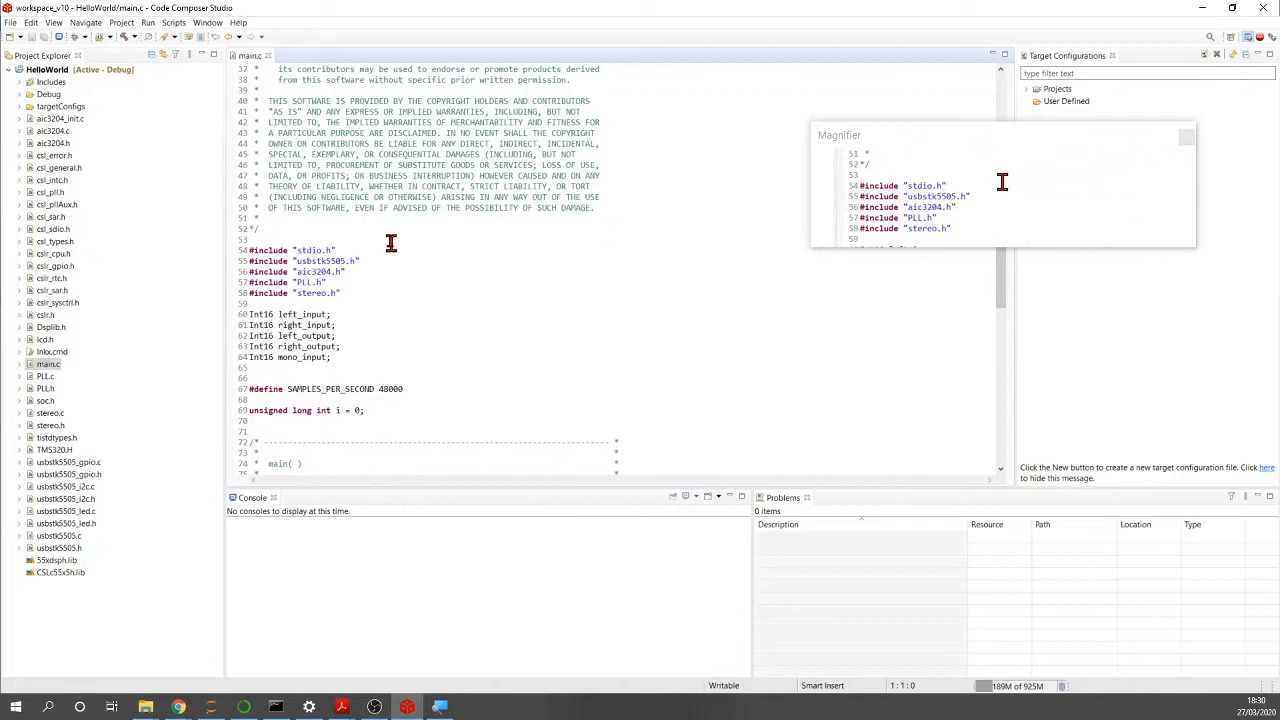 workspace_v10 - HelloWorld/main.c - Code Composer Studio
File Edit View Navigate Project Run Scripts Window Help
Project Explorer
HelloWorld [Active - Debug]
Includes
Debug
targetConfigs
aic3204_init.c
aic3204.c
aic3204.h
csl_error.h
csl_general.h
csl_intc.h
csl_pll.h
csl_pllAux.h
csl_sar.h
csl_sdio.h
csl_types.h
cslr_cpu.h
cslr_gpio.h
cslr_rtc.h
cslr_sar.h
cslr_sysctrl.h
cslr.h
Dsplib.h
lcd.h
lnkx.cmd
main.c
PLL.c
PLL.h
soc.h
stereo.c
stereo.h
tistdtypes.h
TMS320.H
usbstk5505_gpio.c
usbstk5505_gpio.h
usbstk5505_i2c.c
usbstk5505_i2c.h
usbstk5505_led.c
usbstk5505_led.h
usbstk5505.c
usbstk5505.h
55xdsph.lib
CSLc55x5h.lib
main.c
37 * its contributors may be used to endorse or promote products derived
38 * from this software without specific prior written permission.
39 *
40 * THIS SOFTWARE IS PROVIDED BY THE COPYRIGHT HOLDERS AND CONTRIBUTORS
41 * "AS IS" AND ANY EXPRESS OR IMPLIED WARRANTIES, INCLUDING, BUT NOT
42 * LIMITED TO, THE IMPLIED WARRANTIES OF MERCHANTABILITY AND FITNESS FOR
43 * A PARTICULAR PURPOSE ARE DISCLAIMED. IN NO EVENT SHALL THE COPYRIGHT
44 * OWNER OR CONTRIBUTORS BE LIABLE FOR ANY DIRECT, INDIRECT, INCIDENTAL,
45 * SPECIAL, EXEMPLARY, OR CONSEQUENTIAL DAMAGES (INCLUDING, BUT NOT
46 * LIMITED TO, PROCUREMENT OF SUBSTITUTE GOODS OR SERVICES; LOSS OF USE,
47 * DATA, OR PROFITS; OR BUSINESS INTERRUPTION) HOWEVER CAUSED AND ON ANY
48 * THEORY OF LIABILITY, WHETHER IN CONTRACT, STRICT LIABILITY, OR TORT
49 * (INCLUDING NEGLIGENCE OR OTHERWISE) ARISING IN ANY WAY OUT OF THE USE
50 * OF THIS SOFTWARE, EVEN IF ADVISED OF THE POSSIBILITY OF SUCH DAMAGE.
51 *
52 */
53
54 #include "stdio.h"
55 #include "usbstk5505.h"
56 #include "aic3204.h"
57 #include "PLL.h"
58 #include "stereo.h"
59
60 Int16 left_input;
61 Int16 right_input;
62 Int16 left_output;
63 Int16 right_output;
64 Int16 mono_input;
65
66
67 #define SAMPLES_PER_SECOND 48000
68
69 unsigned long int i = 0;
70
71
72 /* ------------------------------------------------------------------------ *
73 * *
74 * main( ) *
75 * *
Target Configurations
type filter text
Projects
User Defined
Magnifier
51 *
52 */
53
54 #include "stdio.h"
55 #include "usbstk5505.h"
56 #include "aic3204.h"
57 #include "PLL.h"
58 #include "stereo.h"
59
Click the New button to create a new target configuration file. Click here
to hide this message.
Console
No consoles to display at this time.
Problems
0 items
Description Resource Path Location Type
Writable Smart Insert 1 : 1 : 0 189M of 925M
18:30
27/03/2020